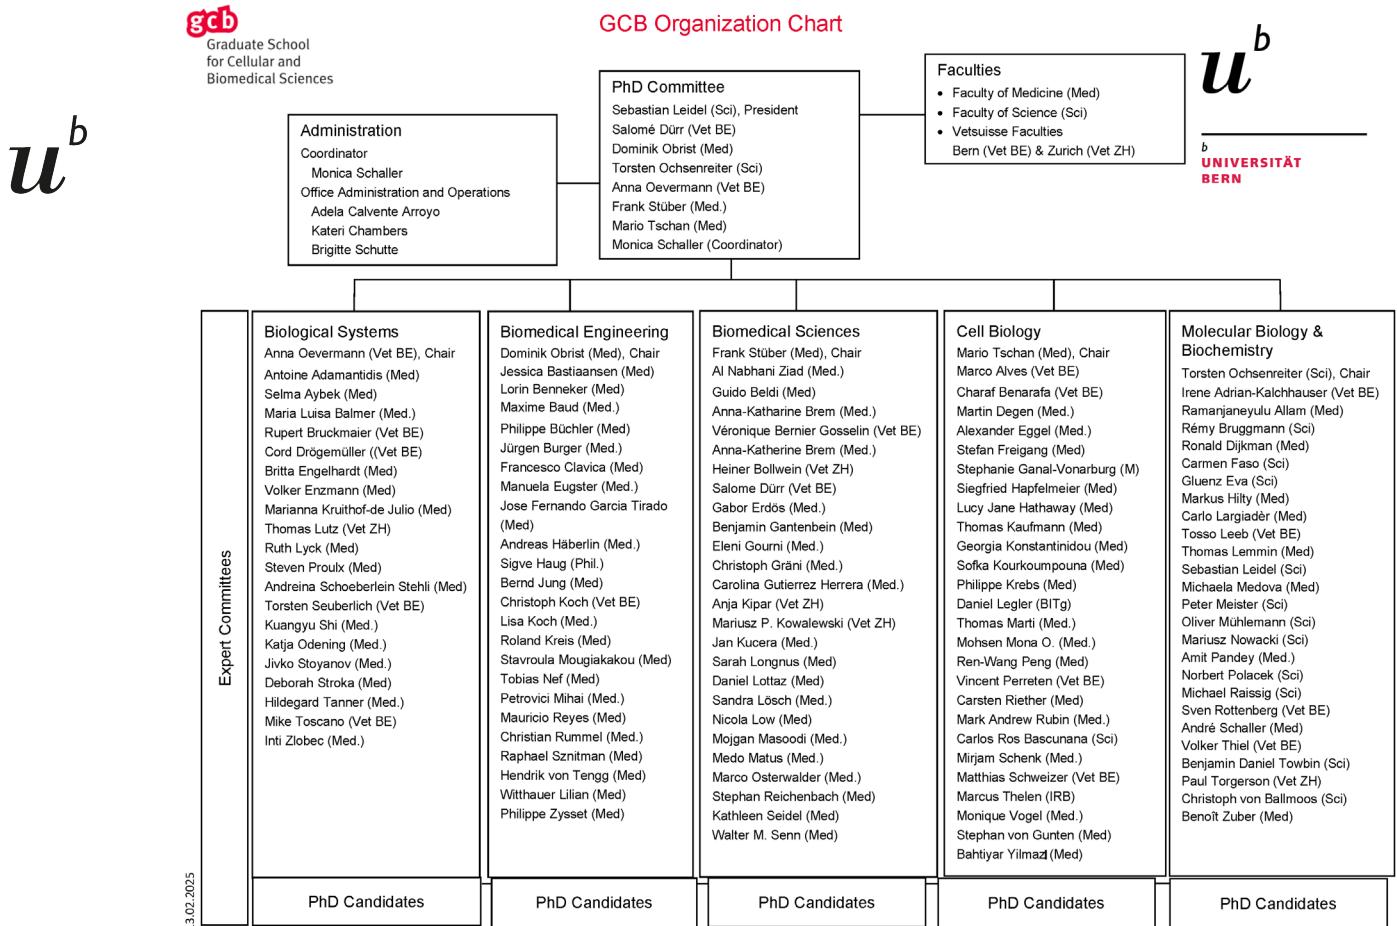 gcb
Graduate School
for Cellular and
Biomedical Sciences
GCB Organization Chart
u b
u b
b
UNIVERSITÄT
BERN
Administration
Coordinator
Monica Schaller
Office Administration and Operations
Adela Calvente Arroyo
Kateri Chambers
Brigitte Schutte
PhD Committee
Sebastian Leidel (Sci), President
Salomé Dürr (Vet BE)
Dominik Obrist (Med)
Torsten Ochsenreiter (Sci)
Anna Oevermann (Vet BE)
Frank Stüber (Med.)
Mario Tschan (Med)
Monica Schaller (Coordinator)
Faculties
• Faculty of Medicine (Med)
• Faculty of Science (Sci)
• Vetsuisse Faculties
Bern (Vet BE) & Zurich (Vet ZH)
Expert Committees
Biological Systems
Anna Oevermann (Vet BE), Chair
Antoine Adamantidis (Med)
Selma Aybek (Med)
Maria Luisa Balmer (Med.)
Rupert Bruckmaier (Vet BE)
Cord Drögemüller ((Vet BE)
Britta Engelhardt (Med)
Volker Enzmann (Med)
Marianna Kruithof-de Julio (Med)
Thomas Lutz (Vet ZH)
Ruth Lyck (Med)
Steven Proulx (Med)
Andreina Schoeberlein Stehli (Med)
Torsten Seuberlich (Vet BE)
Kuangyu Shi (Med.)
Katja Odening (Med.)
Jivko Stoyanov (Med.)
Deborah Stroka (Med)
Hildegard Tanner (Med.)
Mike Toscano (Vet BE)
Inti Zlobec (Med.)
PhD Candidates
Biomedical Engineering
Dominik Obrist (Med), Chair
Jessica Bastiaansen (Med)
Lorin Benneker (Med)
Maxime Baud (Med.)
Philippe Büchler (Med)
Jürgen Burger (Med.)
Francesco Clavica (Med)
Manuela Eugster (Med.)
Jose Fernando Garcia Tirado
(Med)
Andreas Häberlin (Med.)
Sigve Haug (Phil.)
Bernd Jung (Med)
Christoph Koch (Vet BE)
Lisa Koch (Med.)
Roland Kreis (Med)
Stavroula Mougiakakou (Med)
Tobias Nef (Med)
Petrovici Mihai (Med.)
Mauricio Reyes (Med)
Christian Rummel (Med.)
Raphael Sznitman (Med)
Hendrik von Tengg (Med)
Witthauer Lilian (Med)
Philippe Zysset (Med)
PhD Candidates
Biomedical Sciences
Frank Stüber (Med), Chair
Al Nabhani Ziad (Med.)
Guido Beldi (Med)
Anna-Katharine Brem (Med.)
Véronique Bernier Gosselin (Vet BE)
Anna-Katherine Brem (Med.)
Heiner Bollwein (Vet ZH)
Salome Dürr (Vet BE)
Gabor Erdös (Med.)
Benjamin Gantenbein (Med)
Eleni Gourni (Med.)
Christoph Gräni (Med.)
Carolina Gutierrez Herrera (Med.)
Anja Kipar (Vet ZH)
Mariusz P. Kowalewski (Vet ZH)
Jan Kucera (Med.)
Sarah Longnus (Med)
Daniel Lottaz (Med)
Sandra Lösch (Med.)
Nicola Low (Med)
Mojgan Masoodi (Med.)
Medo Matus (Med.)
Marco Osterwalder (Med.)
Stephan Reichenbach (Med)
Kathleen Seidel (Med)
Walter M. Senn (Med)
PhD Candidates
Cell Biology
Mario Tschan (Med), Chair
Marco Alves (Vet BE)
Charaf Benarafa (Vet BE)
Martin Degen (Med.)
Alexander Eggel (Med.)
Stefan Freigang (Med)
Stephanie Ganal-Vonarburg (M)
Siegfried Hapfelmeier (Med)
Lucy Jane Hathaway (Med)
Thomas Kaufmann (Med)
Georgia Konstantinidou (Med)
Sofka Kourkoumpouna (Med)
Philippe Krebs (Med)
Daniel Legler (BITg)
Thomas Marti (Med.)
Mohsen Mona O. (Med.)
Ren-Wang Peng (Med)
Vincent Perreten (Vet BE)
Carsten Riether (Med)
Mark Andrew Rubin (Med.)
Carlos Ros Bascunana (Sci)
Mirjam Schenk (Med.)
Matthias Schweizer (Vet BE)
Marcus Thelen (IRB)
Monique Vogel (Med.)
Stephan von Gunten (Med)
Bahtiyar Yilmaz (Med)
PhD Candidates
Molecular Biology &
Biochemistry
Torsten Ochsenreiter (Sci), Chair
Irene Adrian-Kalchhauser (Vet BE)
Ramanjaneyulu Allam (Med)
Rémy Bruggmann (Sci)
Ronald Dijkman (Med)
Carmen Faso (Sci)
Gluenz Eva (Sci)
Markus Hilty (Med)
Carlo Largiadèr (Med)
Tosso Leeb (Vet BE)
Thomas Lemmin (Med)
Sebastian Leidel (Sci)
Michaela Medova (Med)
Peter Meister (Sci)
Oliver Mühlemann (Sci)
Mariusz Nowacki (Sci)
Amit Pandey (Med.)
Norbert Polacek (Sci)
Michael Raissig (Sci)
Sven Rottenberg (Vet BE)
André Schaller (Med)
Volker Thiel (Vet BE)
Benjamin Daniel Towbin (Sci)
Paul Torgerson (Vet ZH)
Christoph von Ballmoos (Sci)
Benoît Zuber (Med)
PhD Candidates
3.02.2025